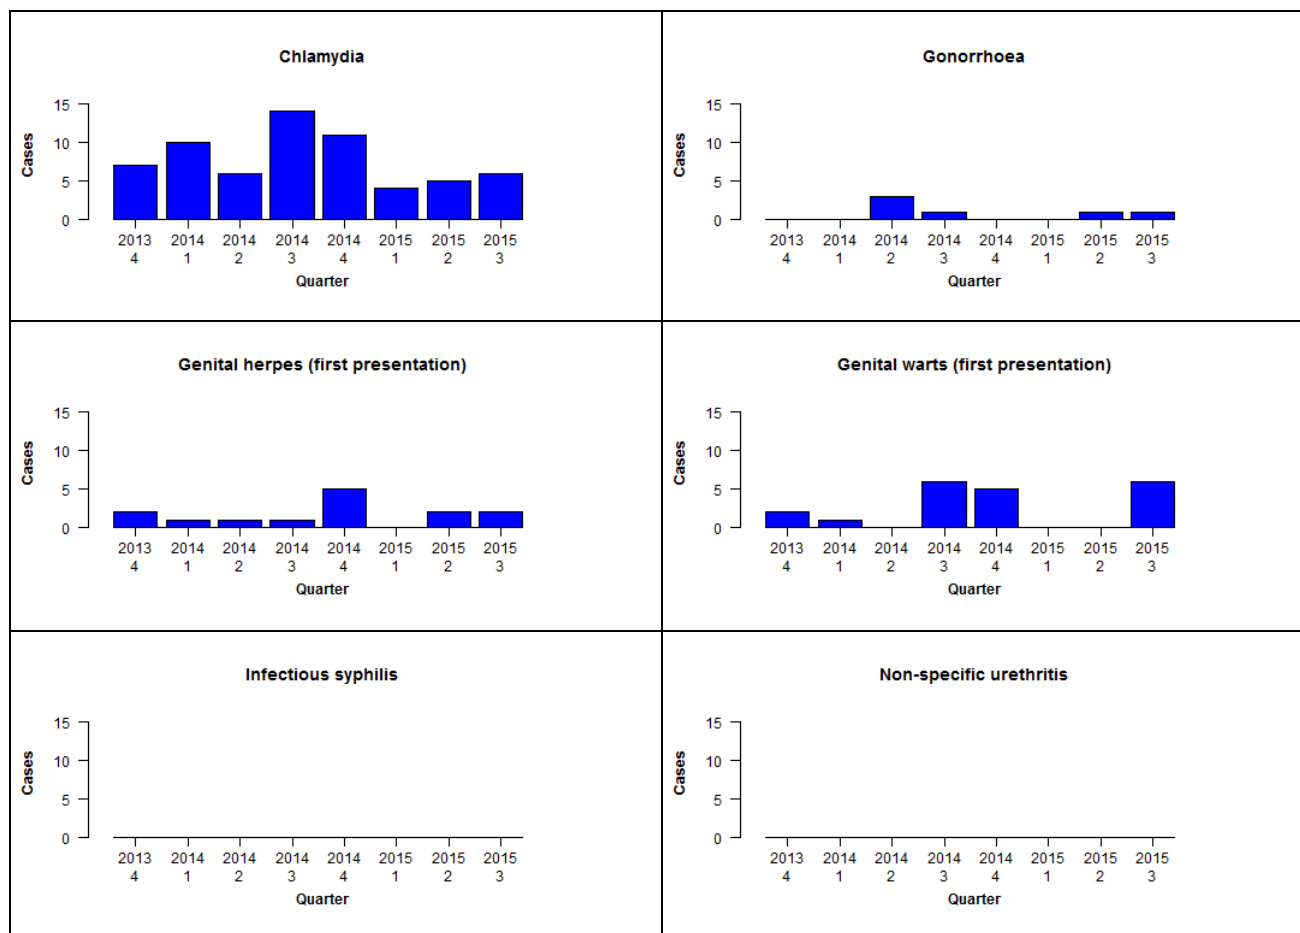 Chlamydia
15
10
5
0
Cases
2013 2014 2014 2014 2014 2015 2015 2015
4 1 2 3 4 1 2 3
Quarter
Gonorrhoea
15
10
5
0
Cases
2013 2014 2014 2014 2014 2015 2015 2015
4 1 2 3 4 1 2 3
Quarter
Genital herpes (first presentation)
15
10
5
0
Cases
2013 2014 2014 2014 2014 2015 2015 2015
4 1 2 3 4 1 2 3
Quarter
Genital warts (first presentation)
15
10
5
0
Cases
2013 2014 2014 2014 2014 2015 2015 2015
4 1 2 3 4 1 2 3
Quarter
Infectious syphilis
15
10
5
0
Cases
2013 2014 2014 2014 2014 2015 2015 2015
4 1 2 3 4 1 2 3
Quarter
Non-specific urethritis
15
10
5
0
Cases
2013 2014 2014 2014 2014 2015 2015 2015
4 1 2 3 4 1 2 3
Quarter